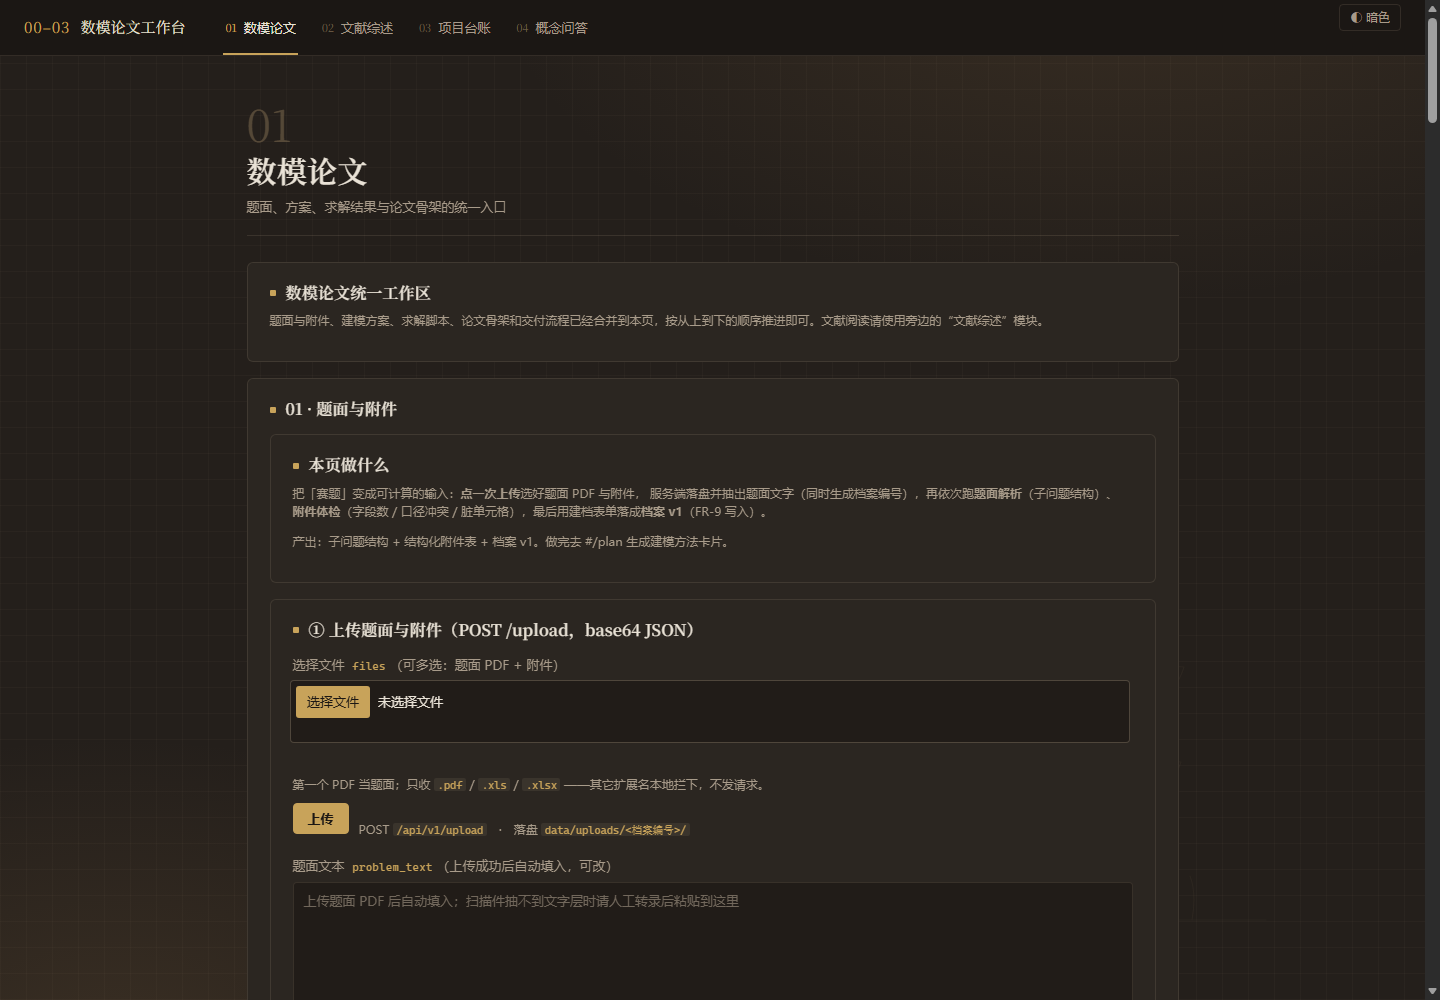 00–03 数模论文工作台 01 数模论文 02 文献综述 03 项目台账 04 概念问答 暗色
01
数模论文
题面、方案、求解结果与论文骨架的统一入口
数模论文统一工作区
题面与附件、建模方案、求解脚本、论文骨架和交付流程已经合并到本页，按从上到下的顺序推进即可。文献阅读请使用旁边的“文献综述”模块。
01 · 题面与附件
本页做什么
把「赛题」变成可计算的输入：点一次上传选好题面 PDF 与附件， 服务端落盘并抽出题面文字（同时生成档案编号），再依次跑题面解析（子问题结构）、
附件体检（字段数 / 口径冲突 / 脏单元格），最后用建档表单落成档案 v1（FR-9 写入）。
产出：子问题结构 + 结构化附件表 + 档案 v1。做完去 #/plan 生成建模方法卡片。
① 上传题面与附件（POST /upload，base64 JSON）
选择文件 files （可多选：题面 PDF + 附件）
选择文件 未选择文件
第一个 PDF 当题面；只收 .pdf / .xls / .xlsx ——其它扩展名本地拦下，不发请求。
上传 POST /api/v1/upload · 落盘 data/uploads/<档案编号>/
题面文本 problem_text （上传成功后自动填入，可改）
上传题面 PDF 后自动填入；扫描件抽不到文字层时请人工转录后粘贴到这里